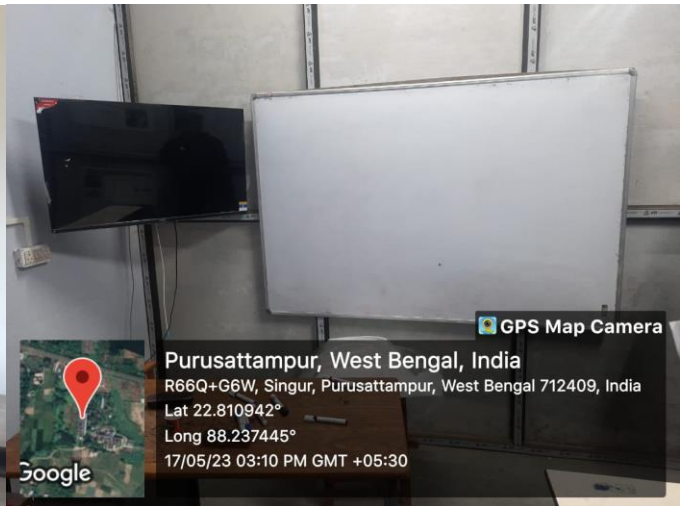 GPS Map Camera
Purusattampur, West Bengal, India
R66Q+G6W, Singur, Purusattampur, West Bengal 712409, India
Lat 22.810942°
Long 88.237445°
17/05/23 03:10 PM GMT +05:30
Google